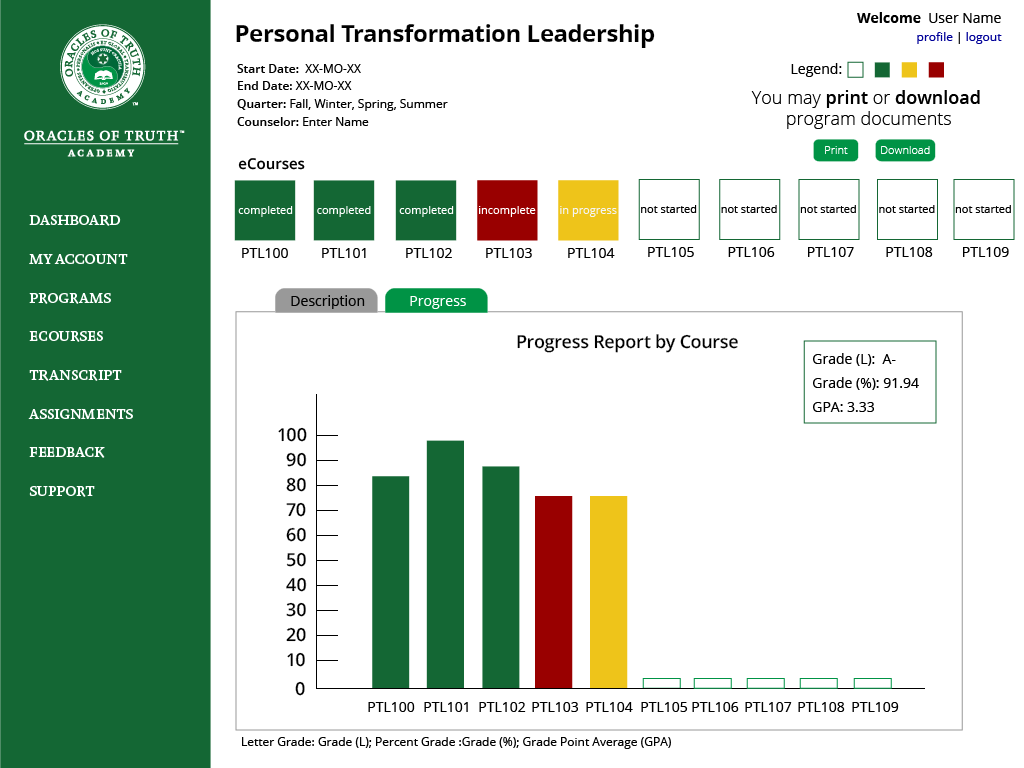 ORACLES OF TRUTH
ACADEMY
™
ORACLES OF TRUTH™
ACADEMY
DASHBOARD
MY ACCOUNT
PROGRAMS
ECOURSES
TRANSCRIPT
ASSIGNMENTS
FEEDBACK
SUPPORT
Personal Transformation Leadership
Welcome User Name
profile | logout
Start Date: XX-MO-XX
End Date: XX-MO-XX
Quarter: Fall, Winter, Spring, Summer
Counselor: Enter Name
Legend:
You may print or download
program documents
Print Download
eCourses
completed completed completed incomplete in progress not started not started not started not started not started
PTL100 PTL101 PTL102 PTL103 PTL104 PTL105 PTL106 PTL107 PTL108 PTL109
Description Progress
Progress Report by Course
Grade (L): A-
Grade (%): 91.94
GPA: 3.33
100
90
80
70
60
50
40
30
20
10
0
PTL100 PTL101 PTL102 PTL103 PTL104 PTL105 PTL106 PTL107 PTL108 PTL109
Letter Grade: Grade (L); Percent Grade :Grade (%); Grade Point Average (GPA)